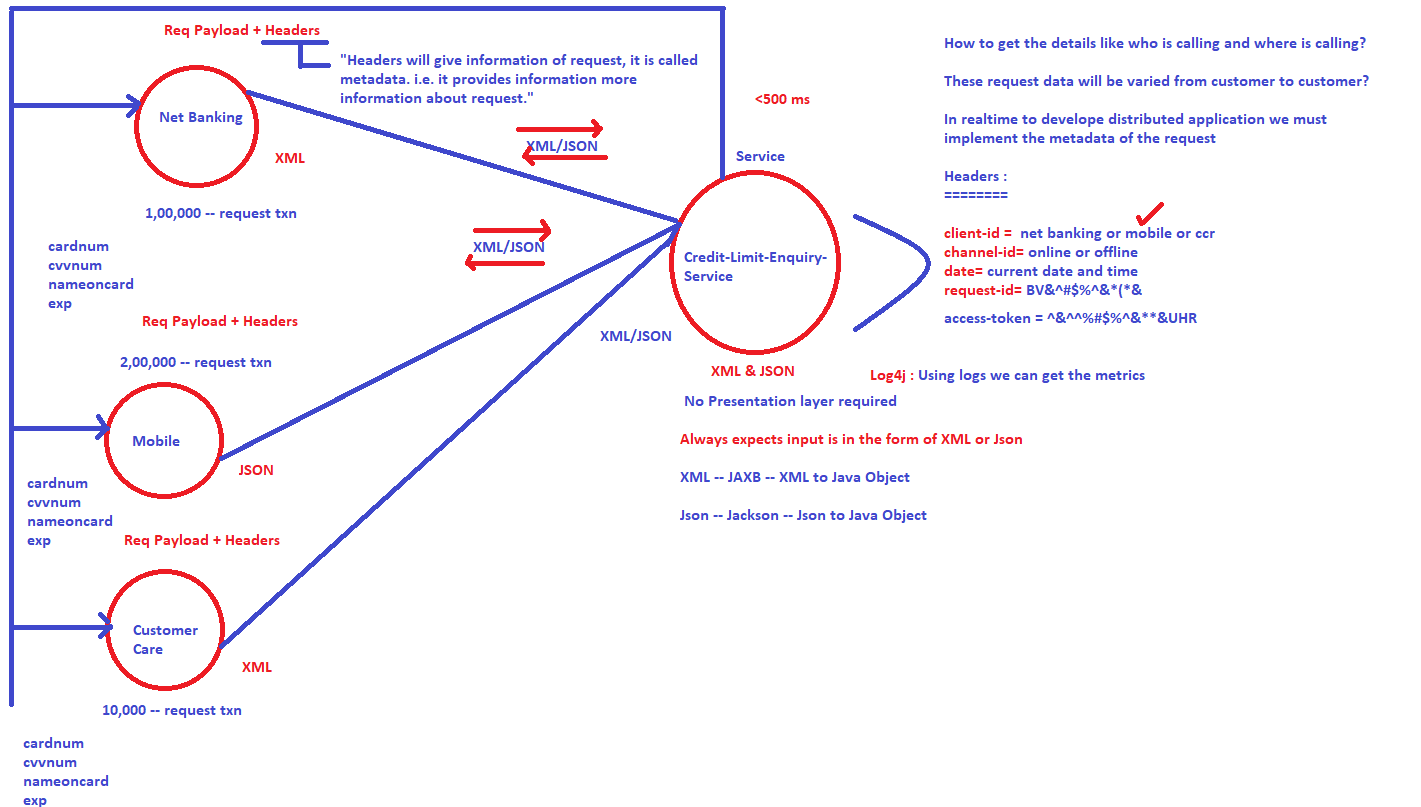 Req Payload + Headers
"Headers will give information of request, it is called
metadata. i.e. it provides information more
information about request."
Net Banking
XML
1,00,000 -- request txn
cardnum
cvvnum
nameoncard
exp
XML/JSON
XML/JSON
<500 ms
Service
Credit-Limit-Enquiry-
Service
XML/JSON
XML & JSON
Req Payload + Headers
2,00,000 -- request txn
Mobile
JSON
cardnum
cvvnum
nameoncard
exp
Req Payload + Headers
Customer
Care
XML
10,000 -- request txn
cardnum
cvvnum
nameoncard
exp
No Presentation layer required
Always expects input is in the form of XML or Json
XML -- JAXB -- XML to Java Object
Json -- Jackson -- Json to Java Object
How to get the details like who is calling and where is calling?
These request data will be varied from customer to customer?
In realtime to develope distributed application we must
implement the metadata of the request
Headers :
========
client-id =  net banking or mobile or ccr
channel-id= online or offline
date= current date and time
request-id= BV&^#$%^&*(*&
access-token = ^&^^%#$%^&**&UHR
Log4j : Using logs we can get the metrics